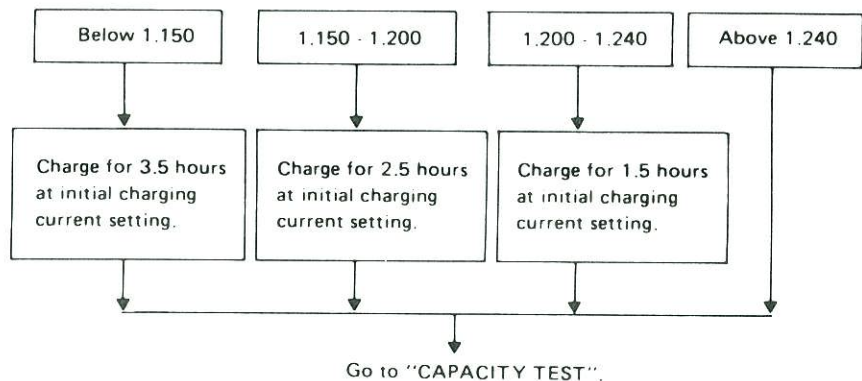 Below 1.150
1.150 - 1.200
1.200 - 1.240
Above 1.240
Charge for 3.5 hours
at initial charging
current setting.
Charge for 2.5 hours
at initial charging
current setting.
Charge for 1.5 hours
at initial charging
current setting.
Go to "CAPACITY TEST".